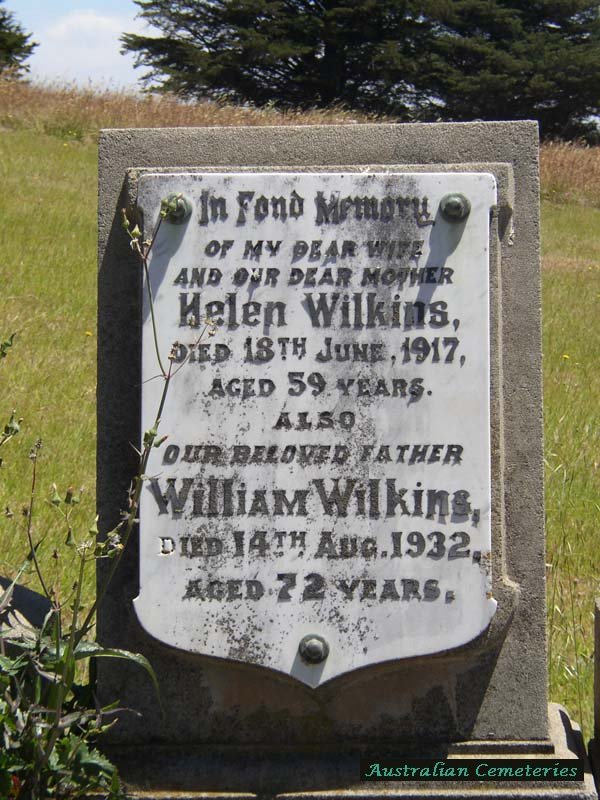 In Fond Memory
OF MY DEAR WIFE
AND OUR DEAR MOTHER
Helen Wilkins,
DIED 18TH JUNE, 1917,
AGED 59 YEARS.
ALSO
OUR BELOVED FATHER
William Wilkins,
DIED 14TH AUG. 1932,
AGED 72 YEARS.
Australian Cemeteries